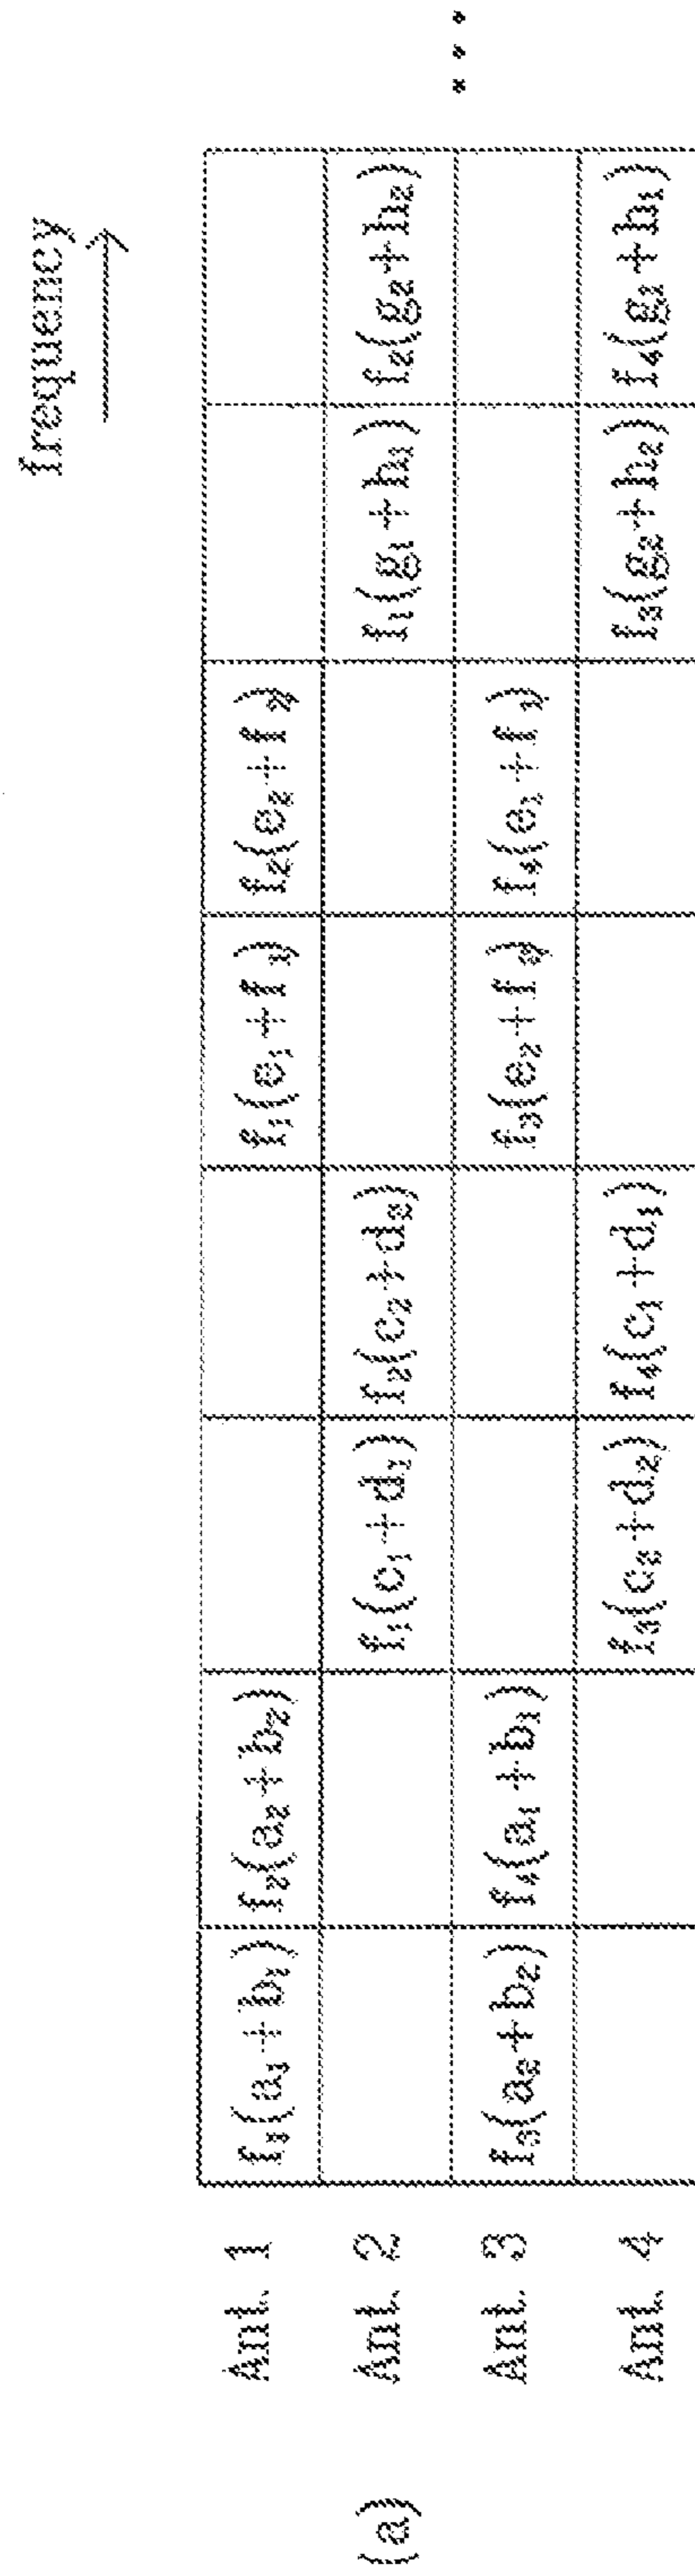 frequency
Ant. 1 f₁(a₁+b₁) f₂(a₂+b₂) f₁(e₁+f₁) f₂(e₂+f₂)
(a) Ant. 2 f₁(c₁+d₁) f₂(c₂+d₂) f₁(g₁+h₁) f₂(g₂+h₂)
Ant. 3 f₃(a₂+b₂) f₄(a₁+b₁) f₃(e₂+f₂) f₄(e₁+f₁) •••
Ant. 4 f₃(c₂+d₂) f₄(c₁+d₁) f₃(g₂+h₂) f₄(g₁+h₁)